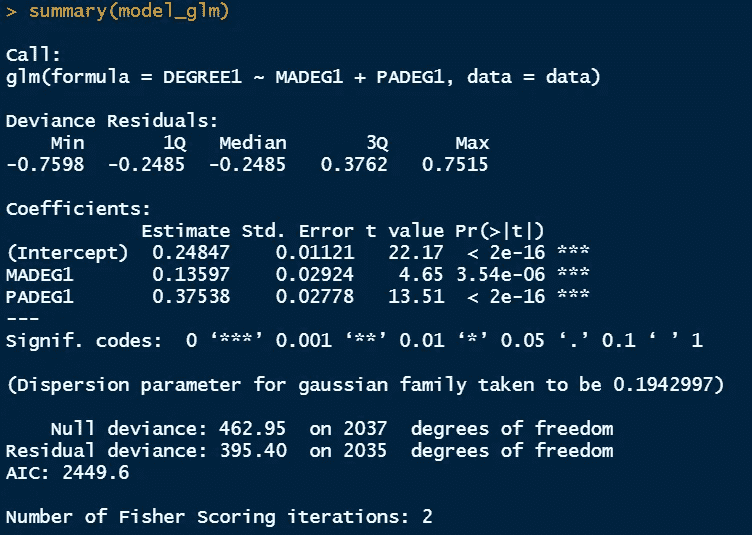 > summary(model_glm)
Call:
glm(formula = DEGREE1 ~ MADEG1 + PADEG1, data = data)
Deviance Residuals:
    Min       1Q   Median       3Q      Max
-0.7598  -0.2485  -0.2485   0.3762   0.7515
Coefficients:
            Estimate Std. Error t value Pr(>|t|)
(Intercept)  0.24847    0.01121   22.17  < 2e-16 ***
MADEG1       0.13597    0.02924    4.65 3.54e-06 ***
PADEG1       0.37538    0.02778   13.51  < 2e-16 ***
---
Signif. codes:  0 ‘***’ 0.001 ‘**’ 0.01 ‘*’ 0.05 ‘.’ 0.1 ‘ ’ 1
(Dispersion parameter for gaussian family taken to be 0.1942997)
    Null deviance: 462.95  on 2037  degrees of freedom
Residual deviance: 395.40  on 2035  degrees of freedom
AIC: 2449.6
Number of Fisher Scoring iterations: 2